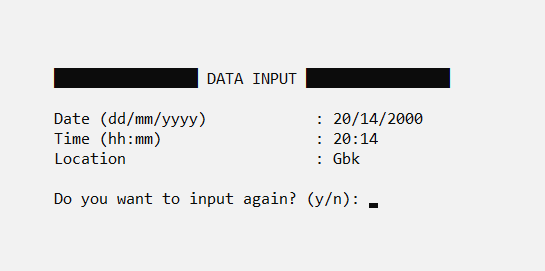 DATA INPUT
Date (dd/mm/yyyy) : 20/14/2000
Time (hh:mm) : 20:14
Location : Gbk
Do you want to input again? (y/n):